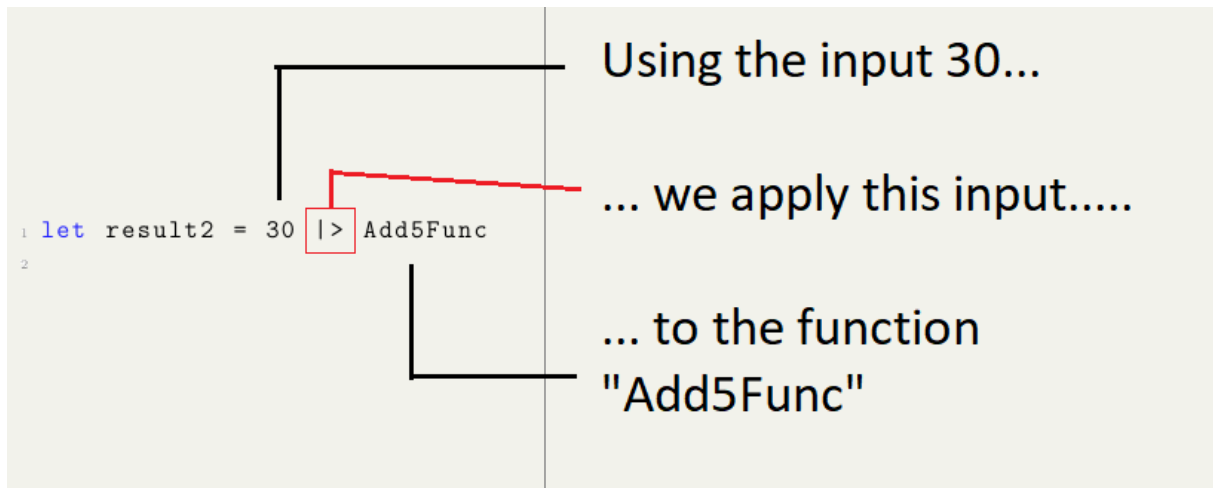 Using the input 30...
... we apply this input.....
1 let result2 = 30 |> Add5Func
2
... to the function
"Add5Func"